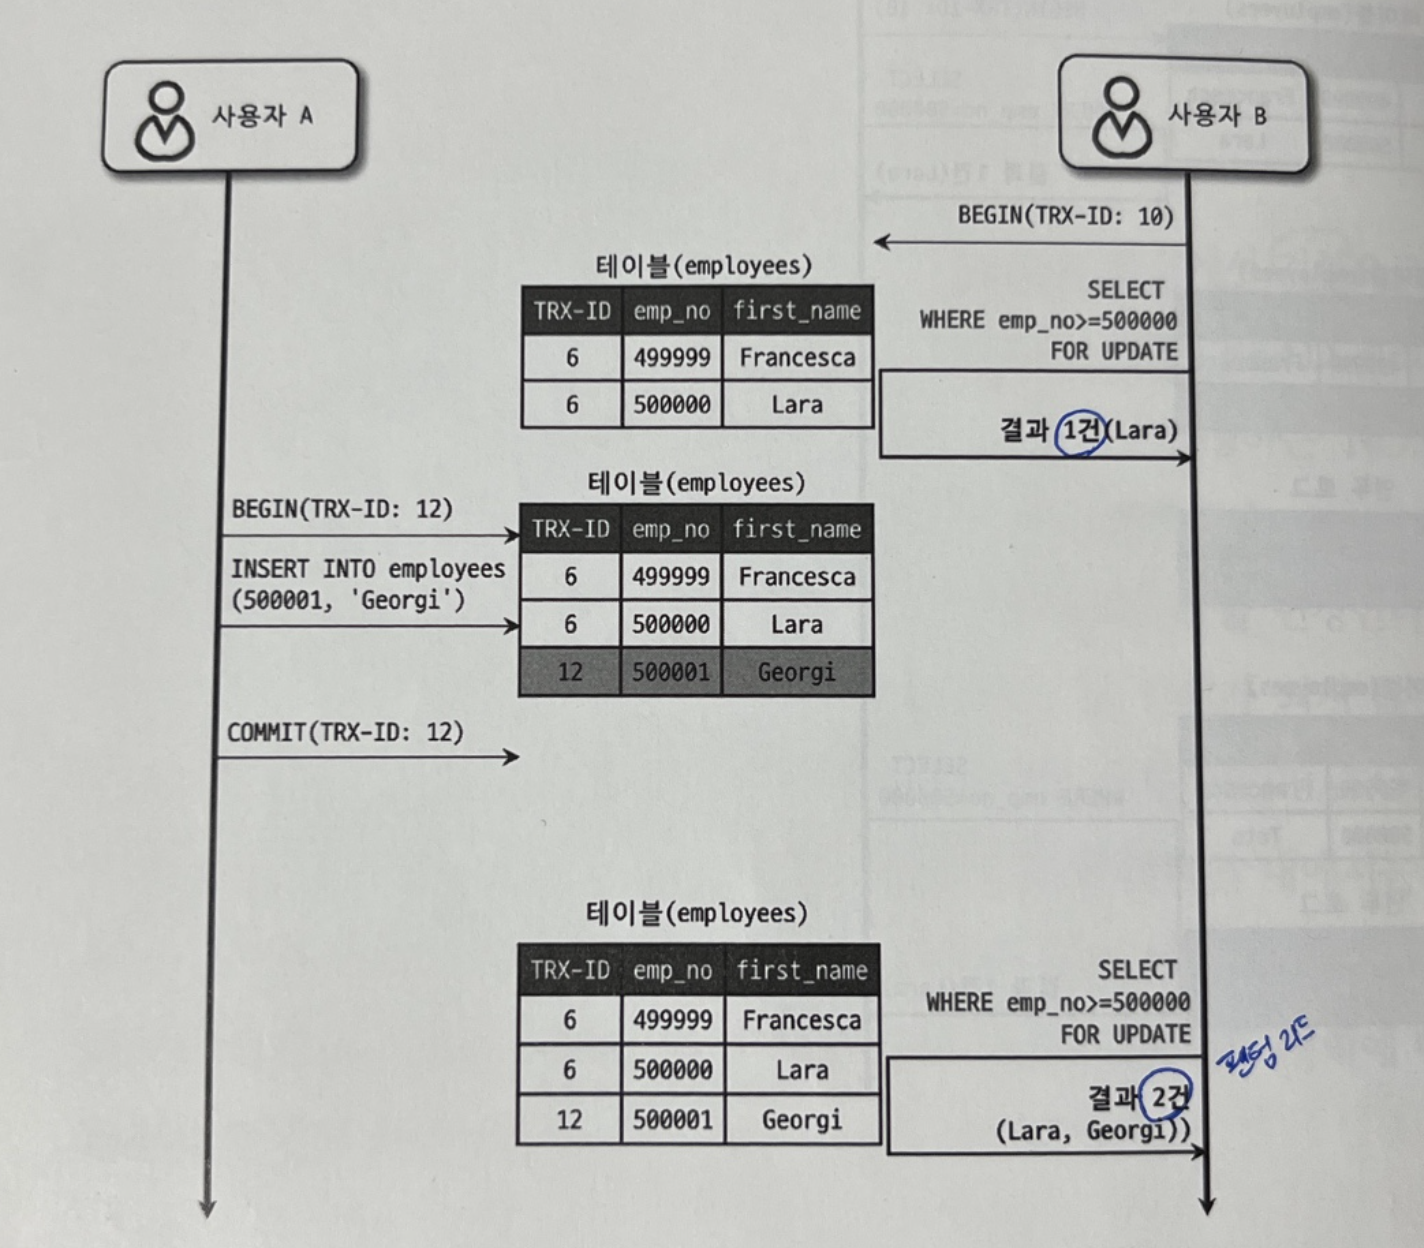 사용자 A
사용자 B
BEGIN(TRX-ID: 10)
테이블(employees)
TRX-ID emp_no first_name
6 499999 Francesca
6 500000 Lara
SELECT
WHERE emp_no>=500000
FOR UPDATE
결과 1건(Lara)
BEGIN(TRX-ID: 12)
INSERT INTO employees
(500001, 'Georgi')
테이블(employees)
TRX-ID emp_no first_name
6 499999 Francesca
6 500000 Lara
12 500001 Georgi
COMMIT(TRX-ID: 12)
테이블(employees)
TRX-ID emp_no first_name
6 499999 Francesca
6 500000 Lara
12 500001 Georgi
SELECT
WHERE emp_no>=500000
FOR UPDATE
결과 2건
(Lara, Georgi))
팬텀 리드